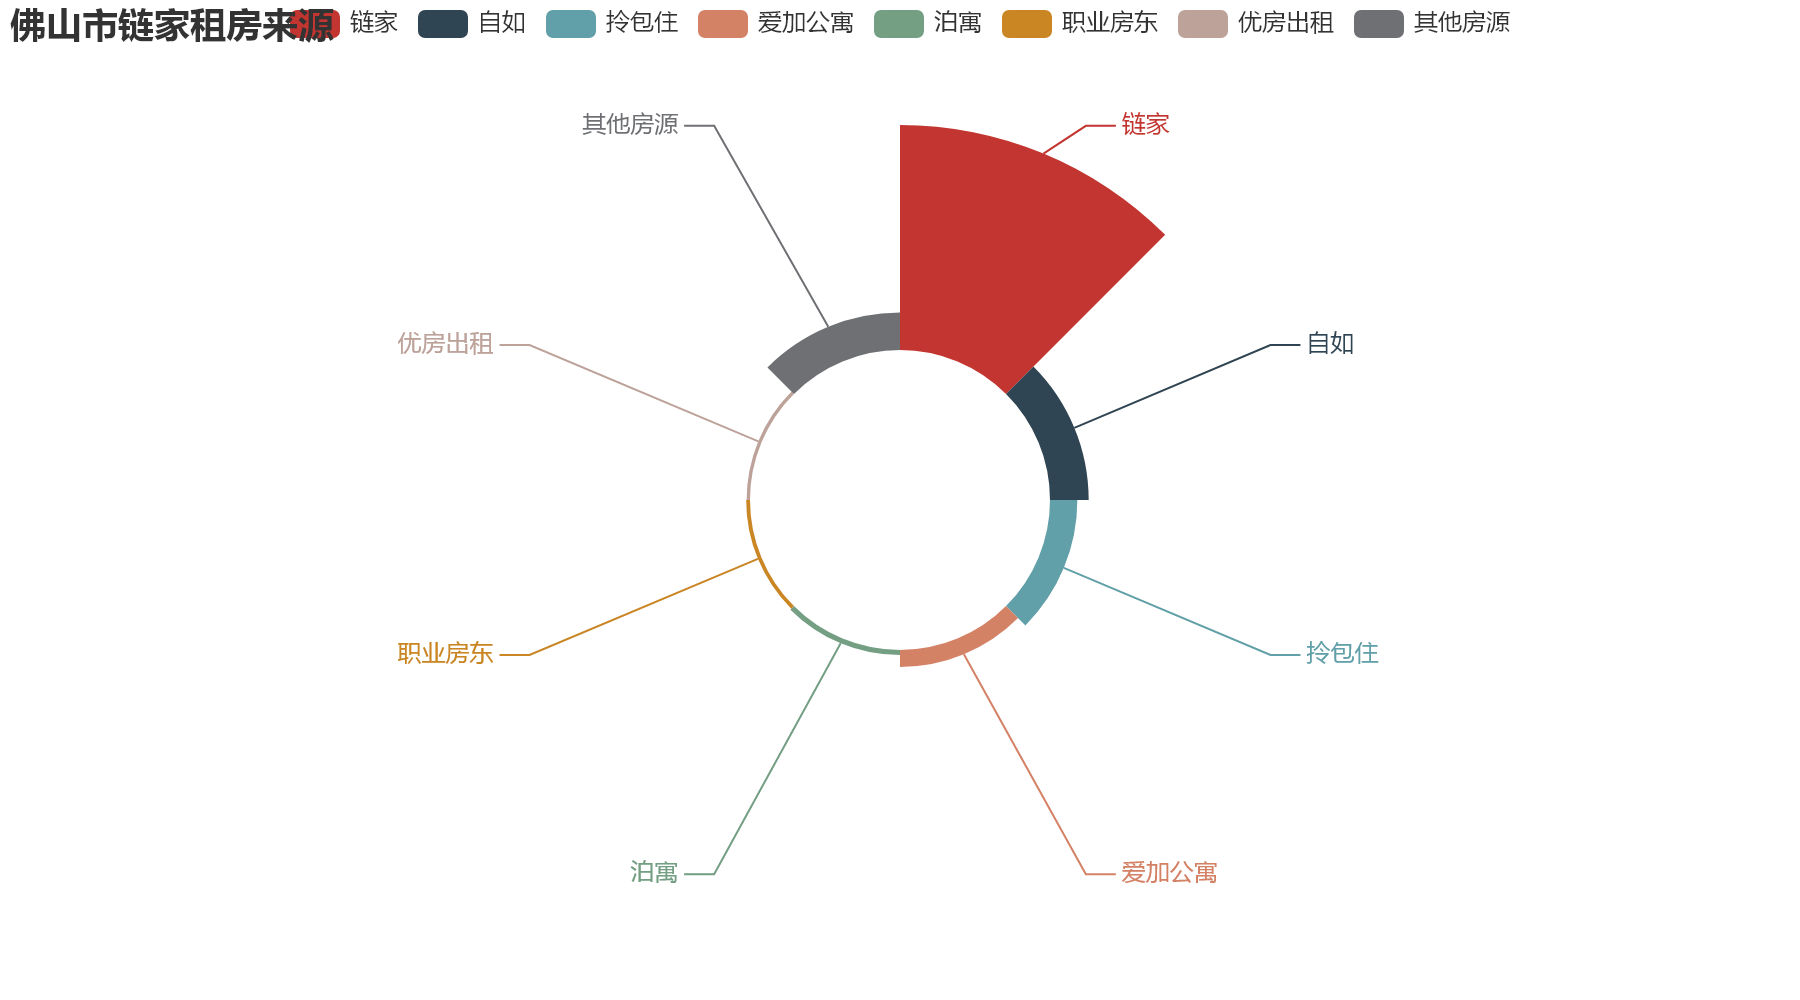 佛山市链家租房来源
链家 自如 拎包住 爱加公寓 泊寓 职业房东 优房出租 其他房源
其他房源 链家
优房出租 自如
职业房东 拎包住
泊寓 爱加公寓